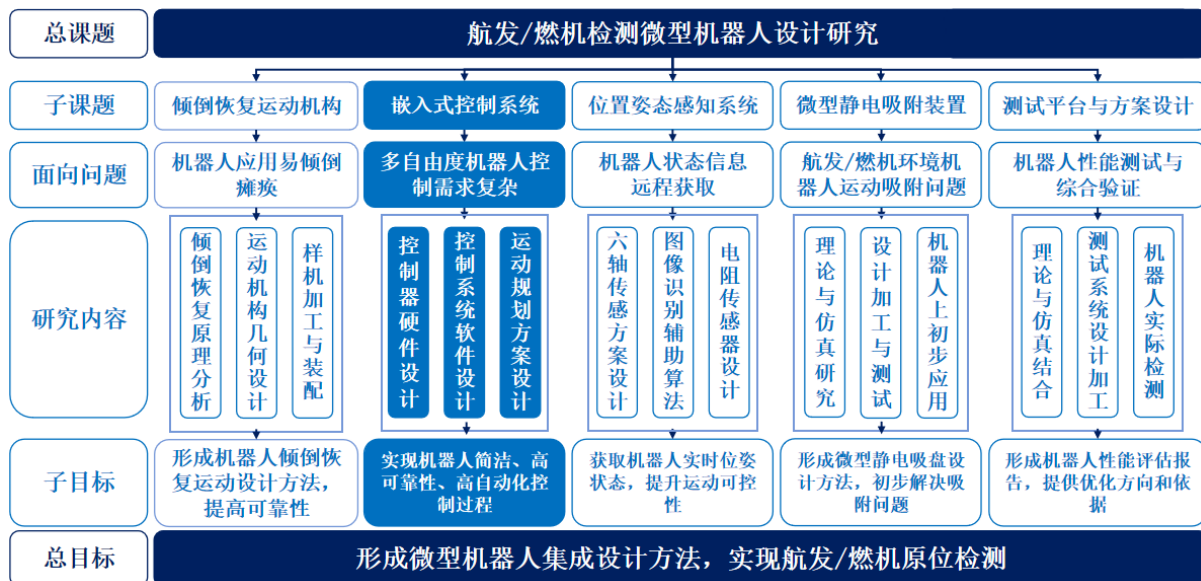 总课题
航发/燃机检测微型机器人设计研究
子课题
倾倒恢复运动机构
嵌入式控制系统
位置姿态感知系统
微型静电吸附装置
测试平台与方案设计
面向问题
机器人应用易倾倒
瘫痪
多自由度机器人控
制需求复杂
机器人状态信息
远程获取
航发/燃机环境机
器人运动吸附问题
机器人性能测试与
综合验证
研究内容
倾倒恢复原理分析
运动机构几何设计
样机加工与装配
控制器硬件设计
控制系统软件设计
运动规划方案设计
六轴传感方案设计
图像识别辅助算法
电阻传感器设计
理论与仿真研究
设计加工与测试
机器人上初步应用
理论与仿真结合
测试系统设计加工
机器人实际检测
子目标
形成机器人倾倒恢
复运动设计方法，
提高可靠性
实现机器人简洁、高
可靠性、高自动化控
制过程
获取机器人实时位姿
状态，提升运动可控
性
形成微型静电吸盘设
计方法，初步解决吸
附问题
形成机器人性能评估报
告，提供优化方向和依
据
总目标
形成微型机器人集成设计方法，实现航发/燃机原位检测